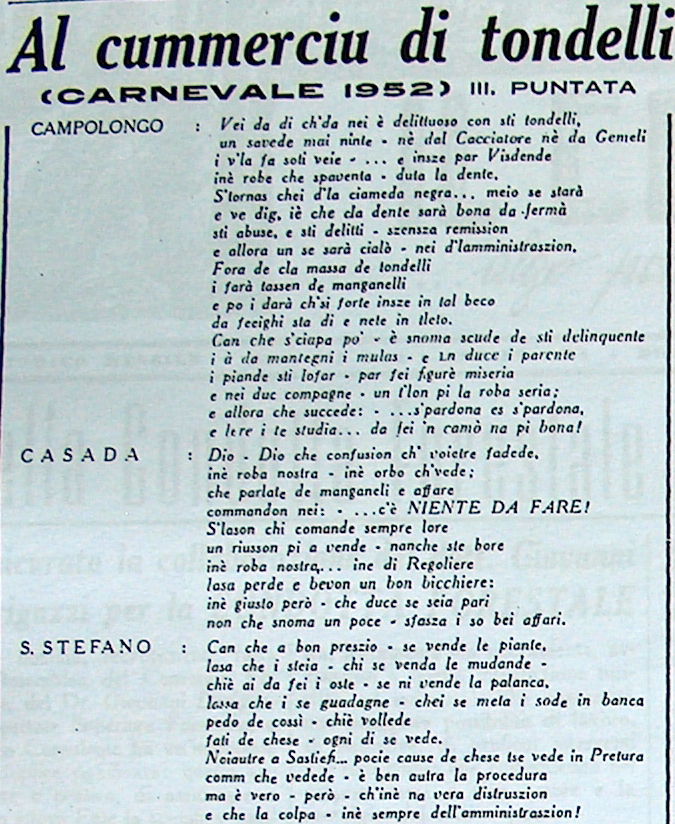 Al cummerciu di tondelli
(CARNEVALE 1952) III. PUNTATA
CAMPOLONGO : Vei da di ch'da nei è delittuoso con sti tondelli,
un savede mai ninte - nè dal Cacciatore nè da Gemeli
i v'la fa soti veie - ... e insze par Visdende
inè robe che spaventa - duta la dente.
S'tornas chei d'la ciameda negra... meio se starà
e ve dig, iè che cla dente sarà bona da fermà
sti abuse, e sti delitti - szensza remission
e allora un se sarà cialò - nei d'lamministraszion.
Fora de cla massa de tondelli
i farà tassen de manganelli
e po i darà ch'si forte insze in tal beco
da fecighi sta di e nete in tleto.
Can che s'ciapa po' - è snoma scude de sti delinquente
i à da mantegni i mulas - e in duce i parente
i piande sti lofar - par fei figurè miseria
e nei duc compagne - un t'lon pi la roba seria;
e allora che succede: - ...s'pardona es s'pardona,
e lere i te studia... da fei 'n camò na pi bona!
CASADA : Dio - Dio che confusion ch' voietre fadede,
inè roba nostra - inè orbo ch'vede;
che parlate de manganeli e affare
commandon nei: - ...c'è NIENTE DA FARE!
S'lason chi comande sempre lore
un riusson pi a vende - nanche ste bore
inè roba nostra... ine di Regoliere
lasa perde e bevon un bon bicchiere:
inè giusto però - che duce se seia pari
non che snoma un poce - sfasza i so bei affari.
S. STEFANO : Can che a bon preszio - se vende le piante,
lasa che i steia - chi se venda le mudande -
chiè ai da fei i oste - se ni vende la palanca,
lassa che i se guadagne - chei se meta i sode in banca
pedo de cossì - chiè vollede
fati de chese - ogni di se vede.
Neiautre a Sastiefi... pocie cause de chese tse vede in Pretura
comm che vedede - è ben autra la procedura
ma è vero - però - ch'inè na vera distruszion
e che la colpa - inè sempre dell'amministraszion!